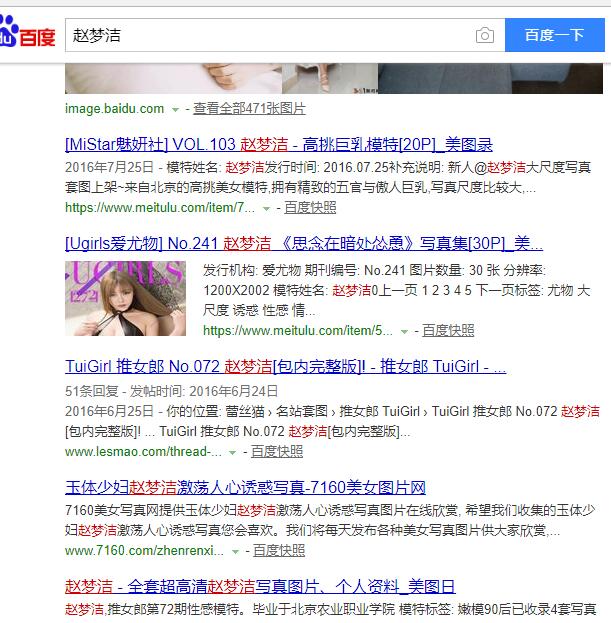 du百度
赵梦洁
百度一下
image.baidu.com - 查看全部471张图片
[MiStar魅妍社] VOL.103 赵梦洁 - 高挑巨乳模特[20P]_美图录
2016年7月25日 - 模特姓名: 赵梦洁发行时间: 2016.07.25补充说明: 新人@赵梦洁大尺度写真
套图上架~来自北京的高挑美女模特,拥有精致的五官与傲人巨乳,写真尺度比较大,...
https://www.meitulu.com/item/7... - 百度快照
[Ugirls爱尤物] No.241 赵梦洁 《思念在暗处怂恿》写真集[30P]_美...
UGIRLS
发行机构: 爱尤物 期刊编号: No.241 图片数量: 30 张 分辨率:
1200X2002 模特姓名: 赵梦洁0上一页 1 2 3 4 5 下一页标签: 尤物 大
尺度 诱惑 性感 情...
https://www.meitulu.com/item/5... - 百度快照
TuiGirl 推女郎 No.072 赵梦洁[包内完整版]! - 推女郎 TuiGirl - ...
51条回复 - 发帖时间: 2016年6月24日
2016年6月25日 - 你的位置: 蕾丝猫 › 名站套图 › 推女郎 TuiGirl › TuiGirl 推女郎 No.072 赵梦洁
[包内完整版]! ... TuiGirl 推女郎 No.072 赵梦洁[包内完整版]...
www.lesmao.com/thread-... - 百度快照
玉体少妇赵梦洁激荡人心诱惑写真-7160美女图片网
7160美女写真网提供玉体少妇赵梦洁激荡人心诱惑写真图片在线欣赏, 希望我们收集的玉体少
妇赵梦洁激荡人心诱惑写真您会喜欢。我们将每天发布各种美女写真图片供大家欣赏,...
www.7160.com/zhenrenxi... - 百度快照
赵梦洁 - 全套超高清赵梦洁写真图片、个人资料_美图日
赵梦洁,推女郎第72期性感模特。毕业于北京农业职业学院 模特标签: 嫩模90后已收录4套写真